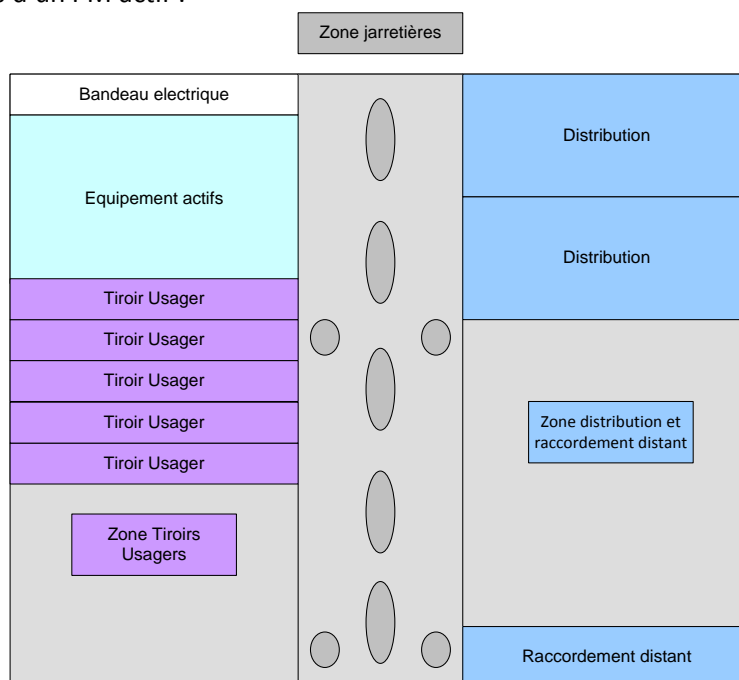 Zone jarretières
Bandeau electrique
Equipement actifs
Tiroir Usager
Tiroir Usager
Tiroir Usager
Tiroir Usager
Tiroir Usager
Zone Tiroirs
Usagers
Distribution
Distribution
Zone distribution et
raccordement distant
Raccordement distant